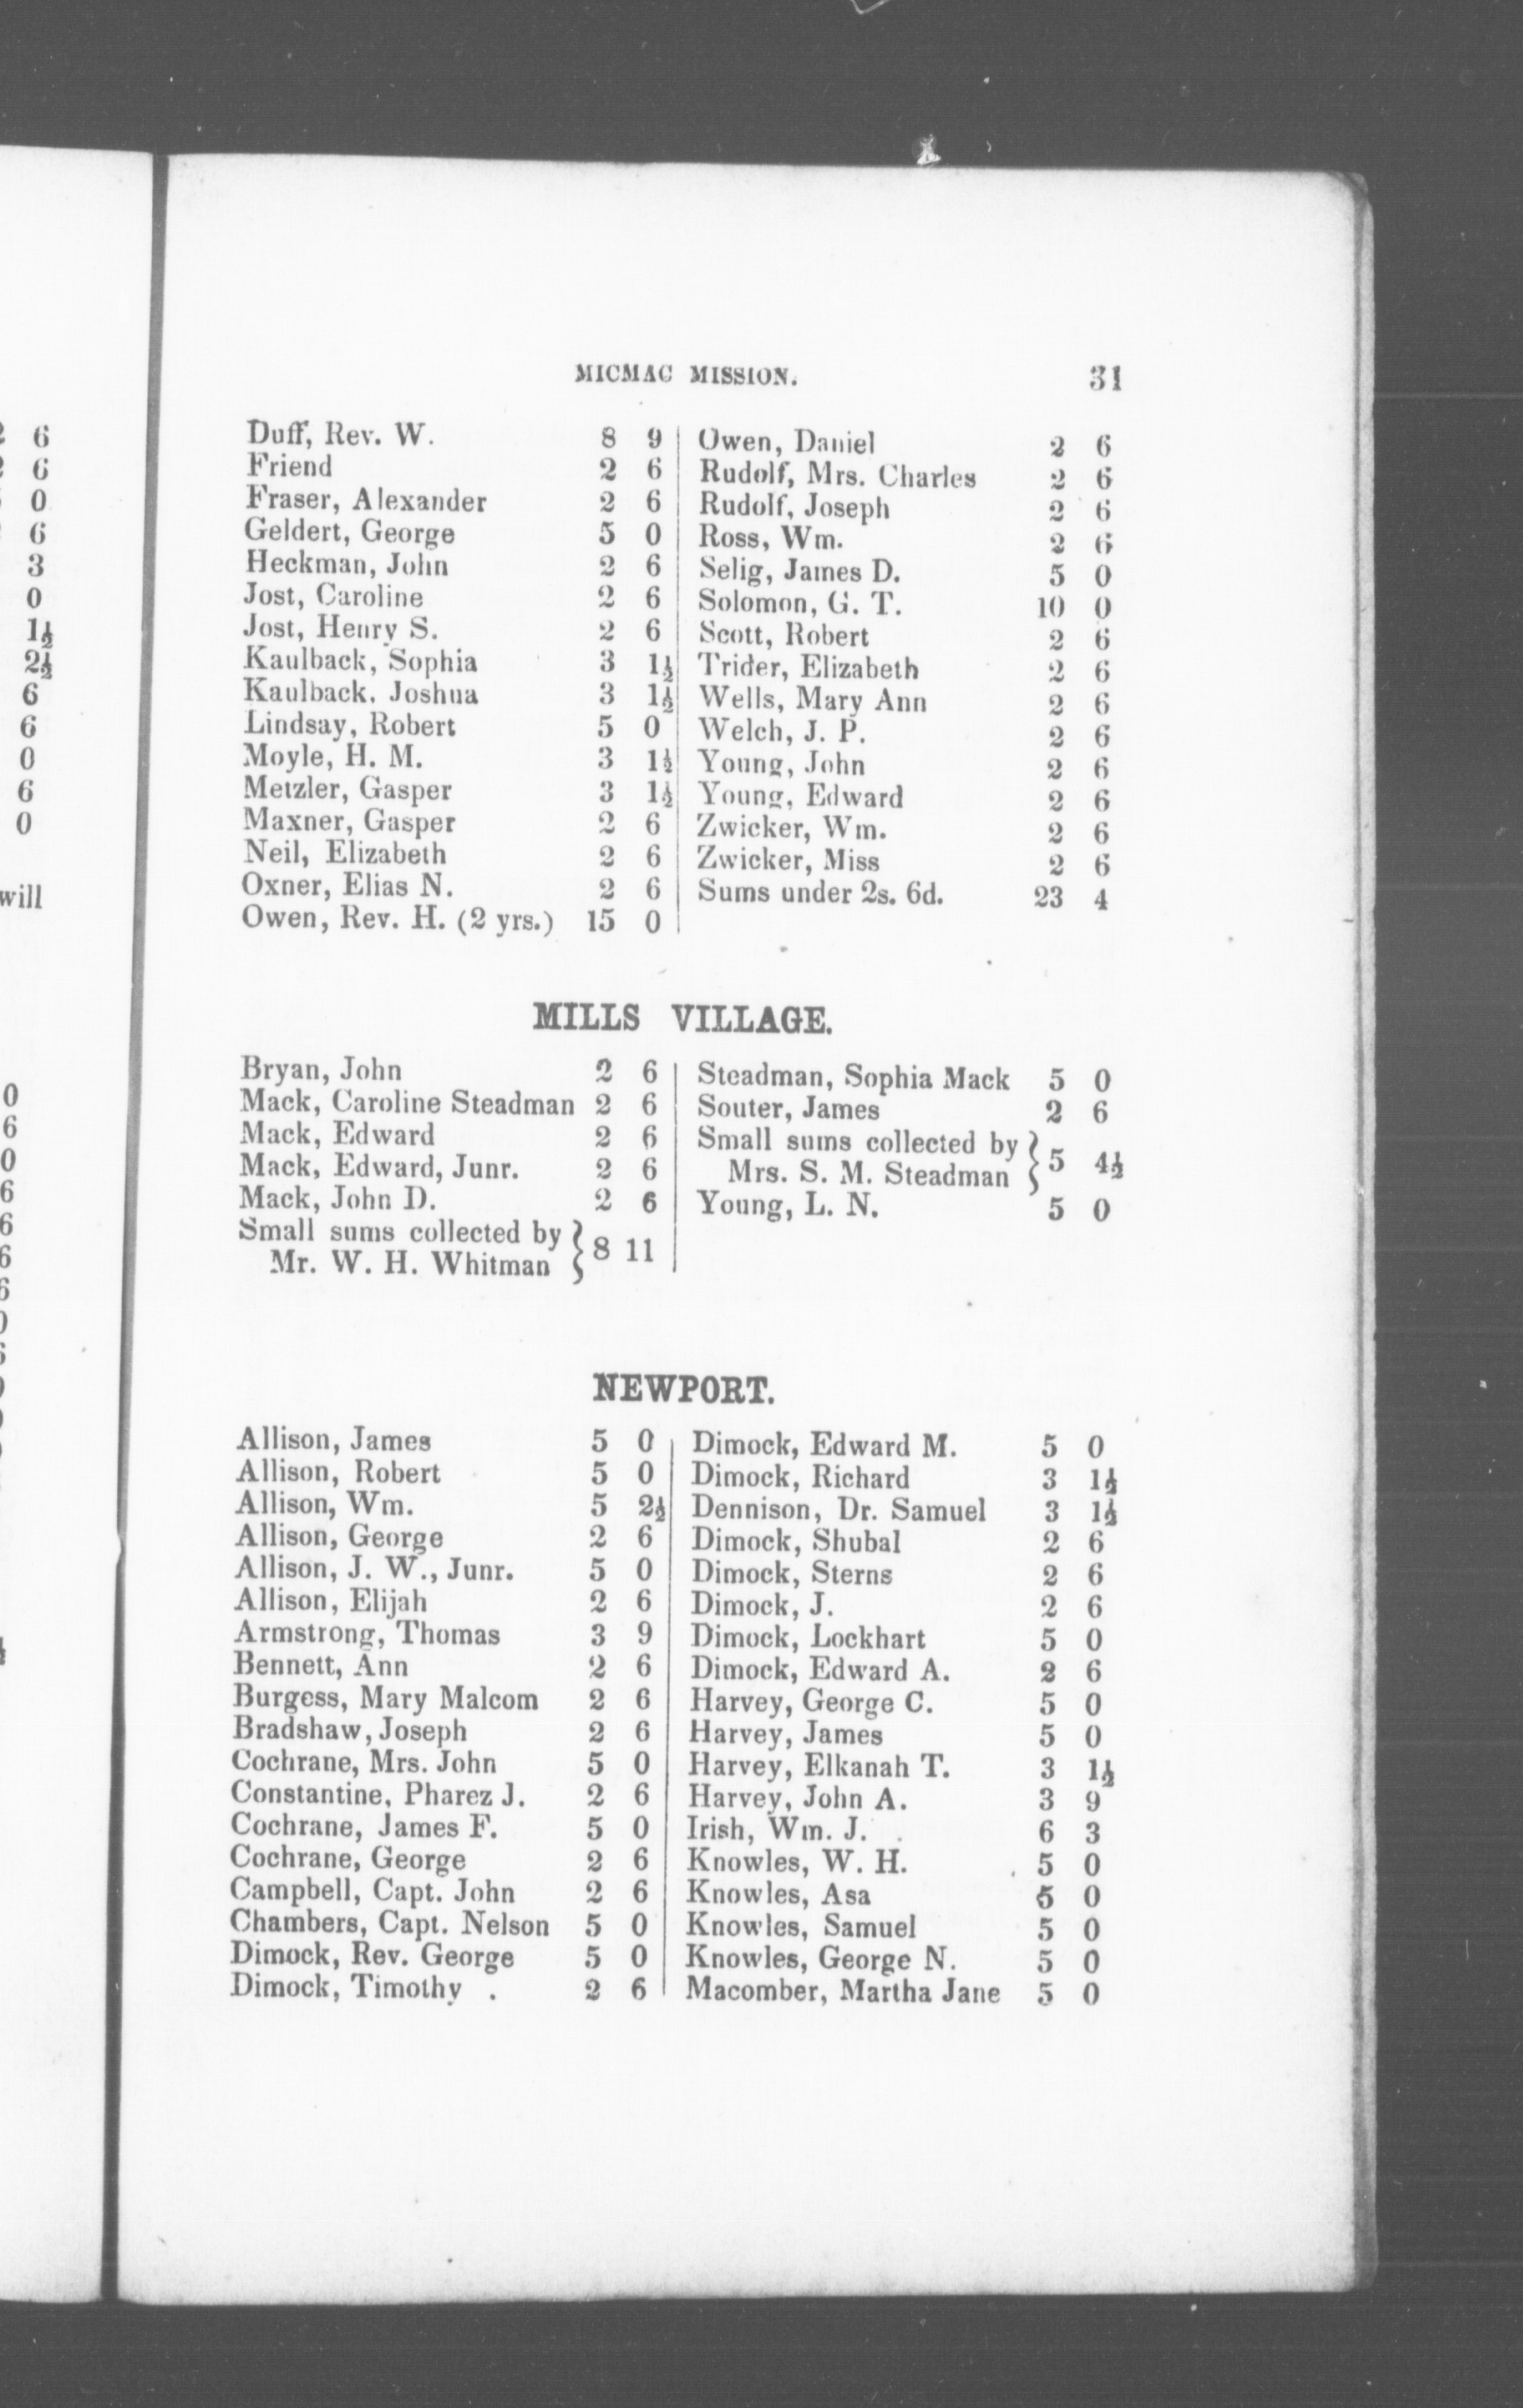 MICMAC MISSION. 31
Duff, Rev. W. 8 9
Friend 2 6
Fraser, Alexander 2 6
Geldert, George 5 0
Heckman, John 2 6
Jost, Caroline 2 6
Jost, Henry S. 2 6
Kaulback, Sophia 3 1½
Kaulback, Joshua 3 1½
Lindsay, Robert 5 0
Moyle, H. M. 3 1½
Metzler, Gasper 3 1½
Maxner, Gasper 2 6
Neil, Elizabeth 2 6
Oxner, Elias N. 2 6
Owen, Rev. H. (2 yrs.) 15 0
Owen, Daniel 2 6
Rudolf, Mrs. Charles 2 6
Rudolf, Joseph 2 6
Ross, Wm. 2 6
Selig, James D. 5 0
Solomon, G. T. 10 0
Scott, Robert 2 6
Trider, Elizabeth 2 6
Wells, Mary Ann 2 6
Welch, J. P. 2 6
Young, John 2 6
Young, Edward 2 6
Zwicker, Wm. 2 6
Zwicker, Miss 2 6
Sums under 2s. 6d. 23 4
MILLS VILLAGE.
Bryan, John 2 6
Mack, Caroline Steadman 2 6
Mack, Edward 2 6
Mack, Edward, Junr. 2 6
Mack, John D. 2 6
Small sums collected by
Mr. W. H. Whitman } 8 11
Steadman, Sophia Mack 5 0
Souter, James 2 6
Small sums collected by
Mrs. S. M. Steadman } 5 4½
Young, L. N. 5 0
NEWPORT.
Allison, James 5 0
Allison, Robert 5 0
Allison, Wm. 5 2½
Allison, George 2 6
Allison, J. W., Junr. 5 0
Allison, Elijah 2 6
Armstrong, Thomas 3 9
Bennett, Ann 2 6
Burgess, Mary Malcom 2 6
Bradshaw, Joseph 2 6
Cochrane, Mrs. John 5 0
Constantine, Pharez J. 2 6
Cochrane, James F. 5 0
Cochrane, George 2 6
Campbell, Capt. John 2 6
Chambers, Capt. Nelson 5 0
Dimock, Rev. George 5 0
Dimock, Timothy . 2 6
Dimock, Edward M. 5 0
Dimock, Richard 3 1½
Dennison, Dr. Samuel 3 1½
Dimock, Shubal 2 6
Dimock, Sterns 2 6
Dimock, J. 2 6
Dimock, Lockhart 5 0
Dimock, Edward A. 2 6
Harvey, George C. 5 0
Harvey, James 5 0
Harvey, Elkanah T. 3 1½
Harvey, John A. 3 9
Irish, Wm. J. 6 3
Knowles, W. H. 5 0
Knowles, Asa 5 0
Knowles, Samuel 5 0
Knowles, George N. 5 0
Macomber, Martha Jane 5 0